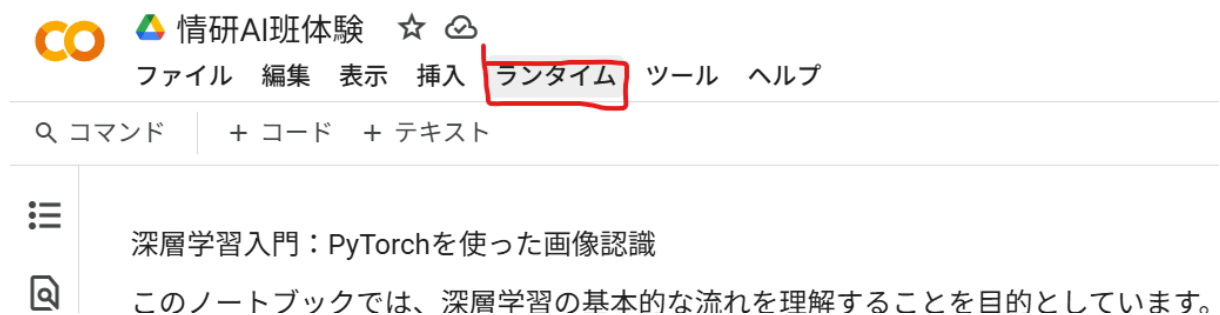 情研AI班体験
ファイル 編集 表示 挿入 ランタイム ツール ヘルプ
コマンド + コード + テキスト
深層学習入門：PyTorchを使った画像認識
このノートブックでは、深層学習の基本的な流れを理解することを目的としています。